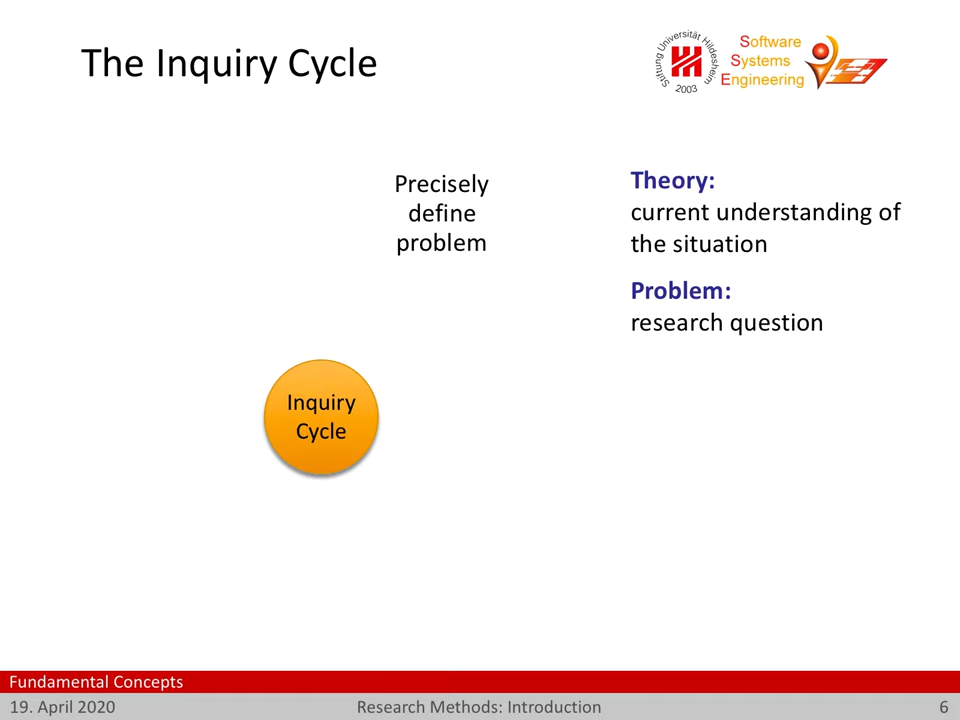 The Inquiry Cycle
Stiftung Universität Hildesheim
2003
Software
Systems
Engineering
Precisely
define
problem
Theory:
current understanding of
the situation
Problem:
research question
Inquiry
Cycle
Fundamental Concepts
19. April 2020
Research Methods: Introduction
6